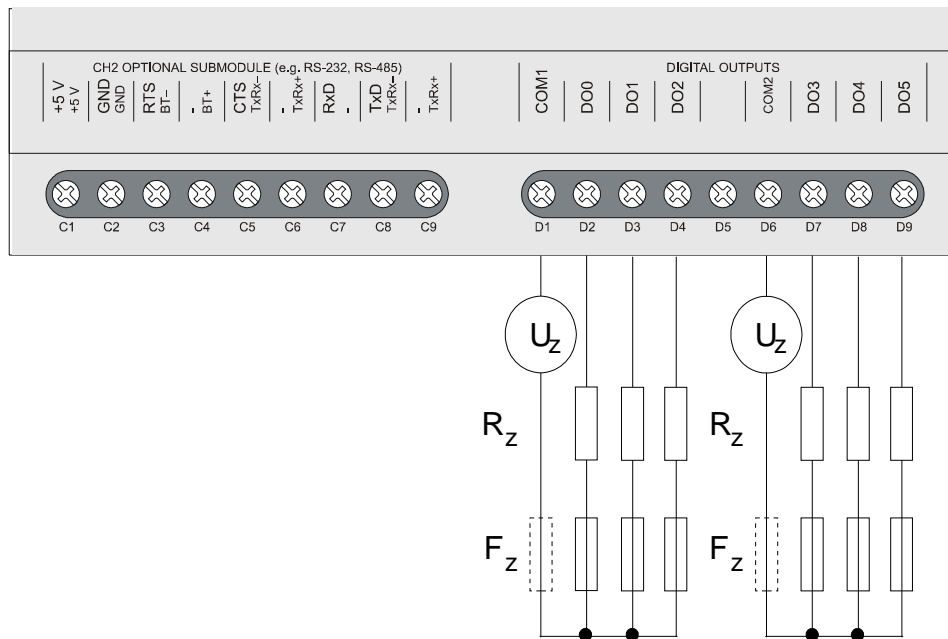 CH2 OPTIONAL SUBMODULE (e.g. RS-232, RS-485)
+5 V
+5 V
GND
GND
RTS
BT–
-
BT+
CTS
TxRx–
-
TxRx+
RxD
-
TxD
TxRx–
-
TxRx+
DIGITAL OUTPUTS
COM1
DO0
DO1
DO2
COM2
DO3
DO4
DO5
C1 C2 C3 C4 C5 C6 C7 C8 C9
D1 D2 D3 D4 D5 D6 D7 D8 D9
Uz Uz
Rz Rz
Fz Fz